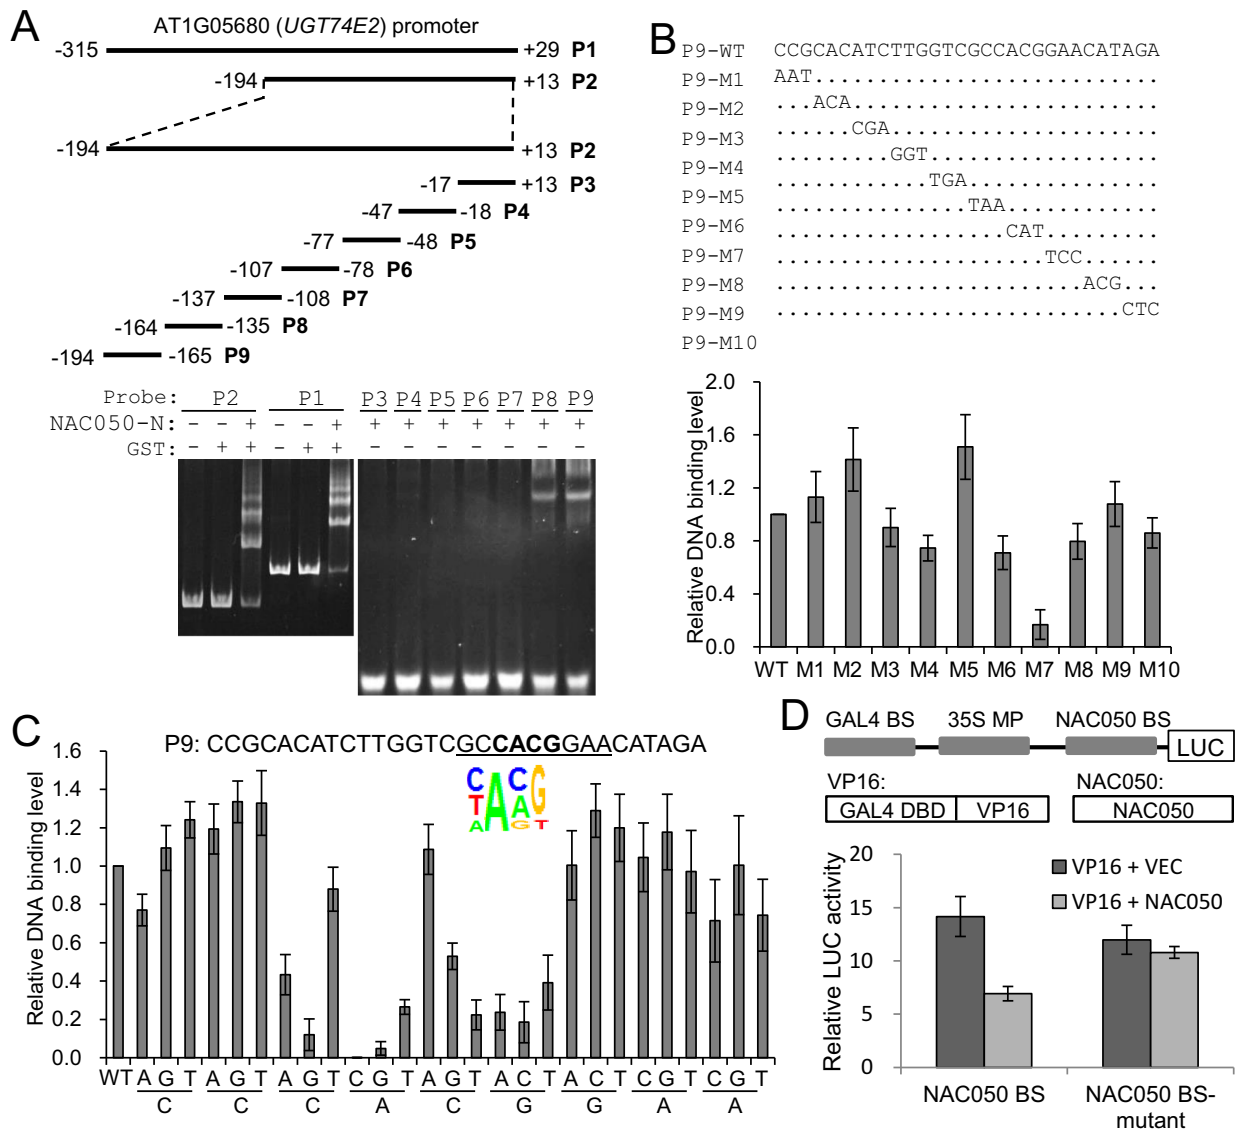 A
AT1G05680 (UGT74E2) promoter
-315 +29 P1
-194 +13 P2
-194 +13 P2
-17 +13 P3
-47 -18 P4
-77 -48 P5
-107 -78 P6
-137 -108 P7
-164 -135 P8
-194 -165 P9
Probe: P2 P1 P3 P4 P5 P6 P7 P8 P9
NAC050-N: - - + - - + + + + + + + +
GST: - + + - + + - - - - - - -
B
P9-WT CCGCACATCTTGGTCGCCACGGAACATAGA
P9-M1 AAT...........................
P9-M2 ...ACA........................
P9-M3 ......CGA.....................
P9-M4 .........GGT..................
P9-M5 ............TGA...............
P9-M6 ...............TAA............
P9-M7 ..................CAT.........
P9-M8 .....................TCC......
P9-M9 ........................ACG...
P9-M10 ...........................CTC
Relative DNA binding level
2.0
1.6
1.2
0.8
0.4
0.0
WT M1 M2 M3 M4 M5 M6 M7 M8 M9 M10
C
P9: CCGCACATCTTGGTCGCCACGGAACATAGA
C A C G
T A
A G T
Relative DNA binding level
1.6
1.4
1.2
1.0
0.8
0.6
0.4
0.2
0.0
WT A G T A G T A G T C G T A G T A C T A C T C G T C G T
C C C A C G G A A
D
GAL4 BS 35S MP NAC050 BS
LUC
VP16: NAC050:
GAL4 DBD VP16 NAC050
Relative LUC activity
20
15
10
5
0
VP16 + VEC
VP16 + NAC050
NAC050 BS NAC050 BS-
mutant